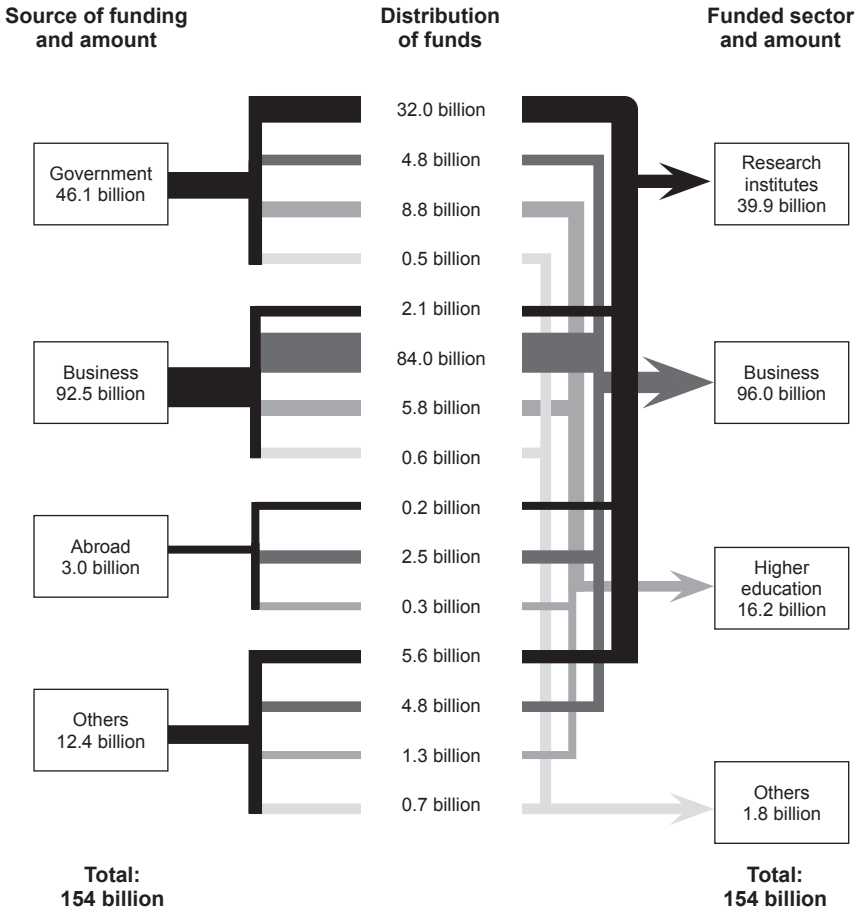 Source of funding
and amount
Distribution
of funds
Funded sector
and amount
Government
46.1 billion
Business
92.5 billion
Abroad
3.0 billion
Others
12.4 billion
Total:
154 billion
32.0 billion
4.8 billion
8.8 billion
0.5 billion
2.1 billion
84.0 billion
5.8 billion
0.6 billion
0.2 billion
2.5 billion
0.3 billion
5.6 billion
4.8 billion
1.3 billion
0.7 billion
Research
institutes
39.9 billion
Business
96.0 billion
Higher
education
16.2 billion
Others
1.8 billion
Total:
154 billion